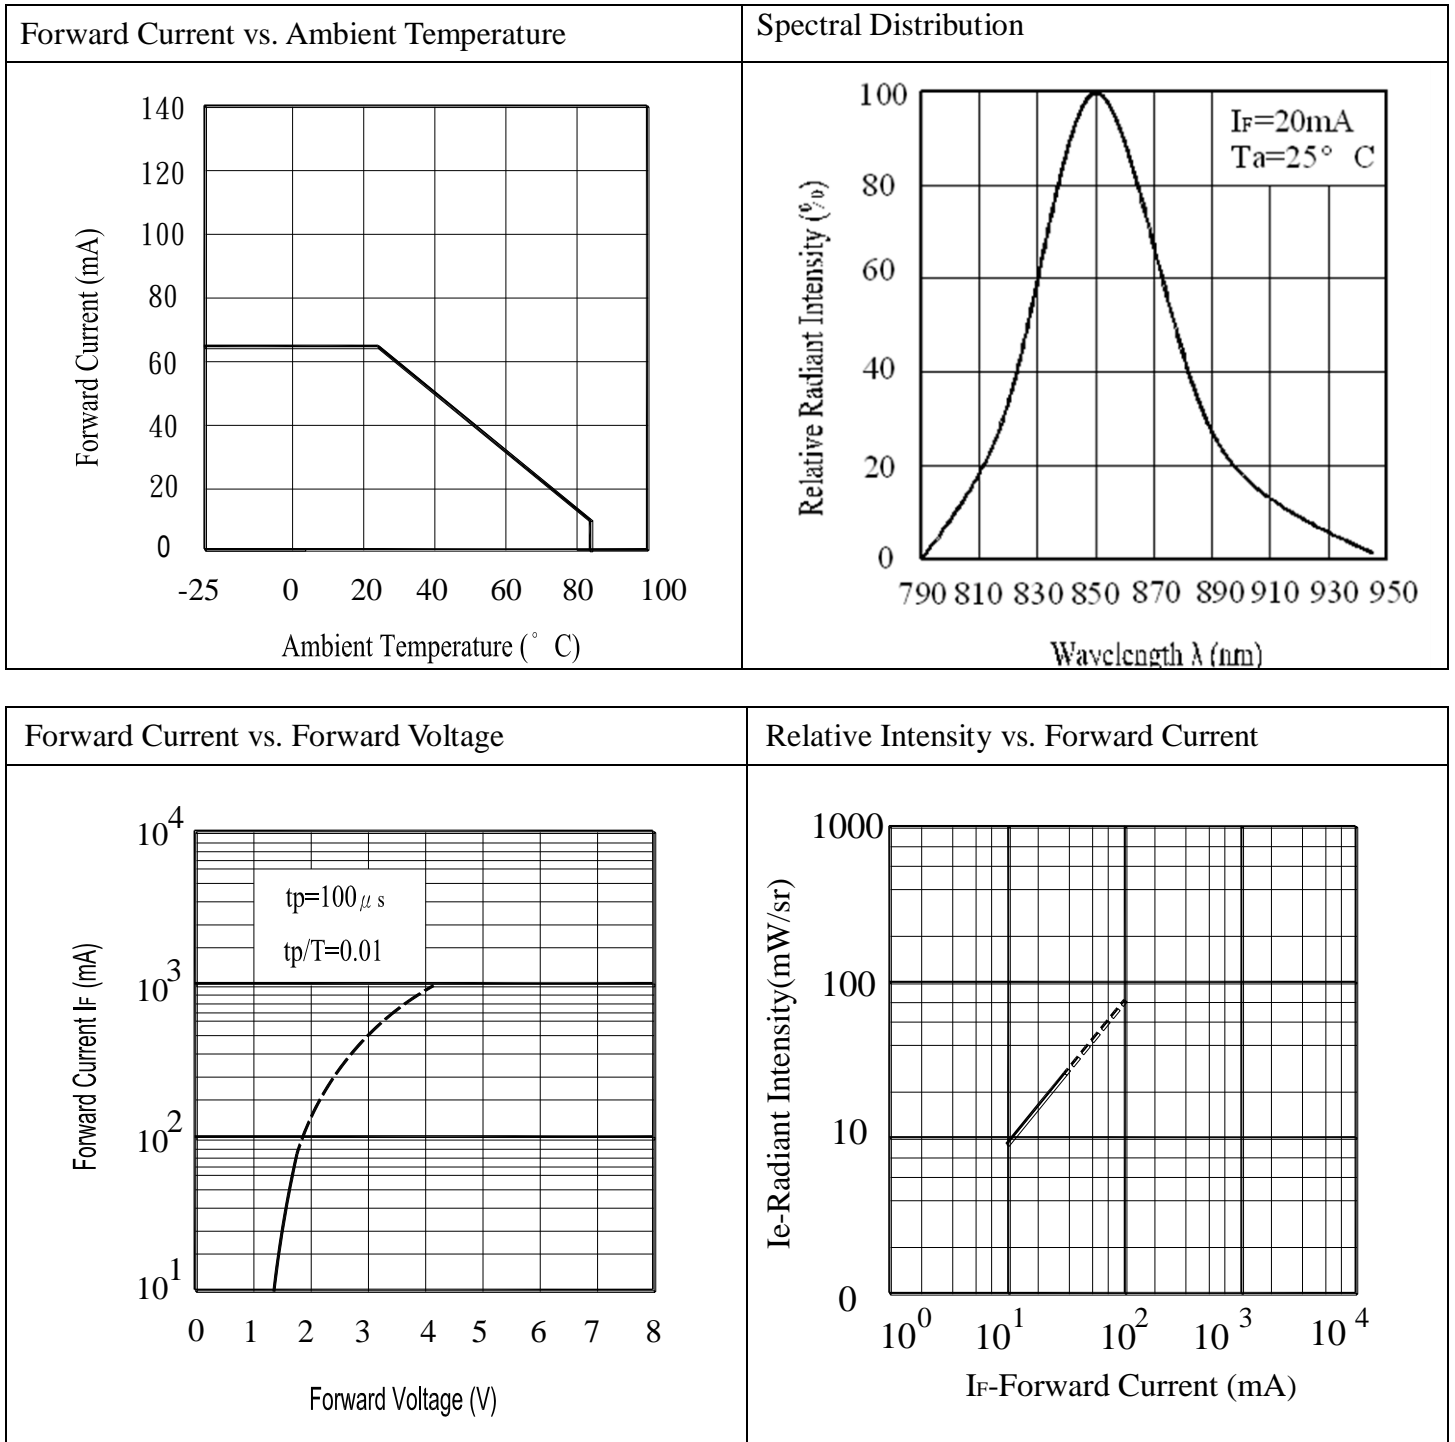 Forward Current vs. Ambient Temperature
140
120
100
80
60
40
20
0
-25 0 20 40 60 80 100
Forward Current (mA)
Ambient Temperature (° C)
Spectral Distribution
100
80
60
40
20
0
790 810 830 850 870 890 910 930 950
IF=20mA
Ta=25° C
Relative Radiant Intensity (%)
Wavelength λ (nm)
Forward Current vs. Forward Voltage
10^4
10^3
10^2
10^1
0 1 2 3 4 5 6 7 8
tp=100μs
tp/T=0.01
Forward Current IF (mA)
Forward Voltage (V)
Relative Intensity vs. Forward Current
1000
100
10
0
10^0 10^1 10^2 10^3 10^4
Ie-Radiant Intensity(mW/sr)
IF-Forward Current (mA)